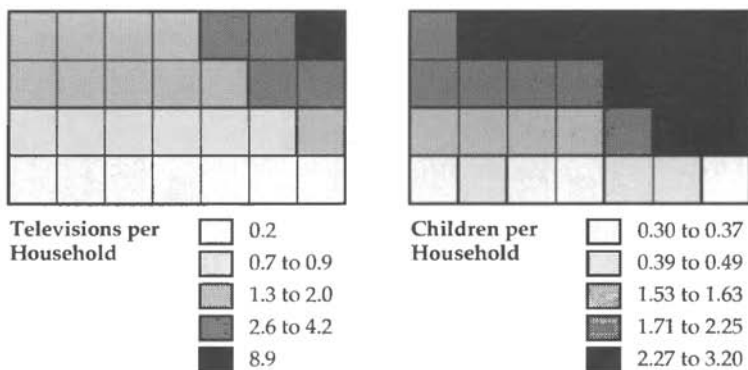 Televisions per
Household
0.2
0.7 to 0.9
1.3 to 2.0
2.6 to 4.2
8.9
Children per
Household
0.30 to 0.37
0.39 to 0.49
1.53 to 1.63
1.71 to 2.25
2.27 to 3.20